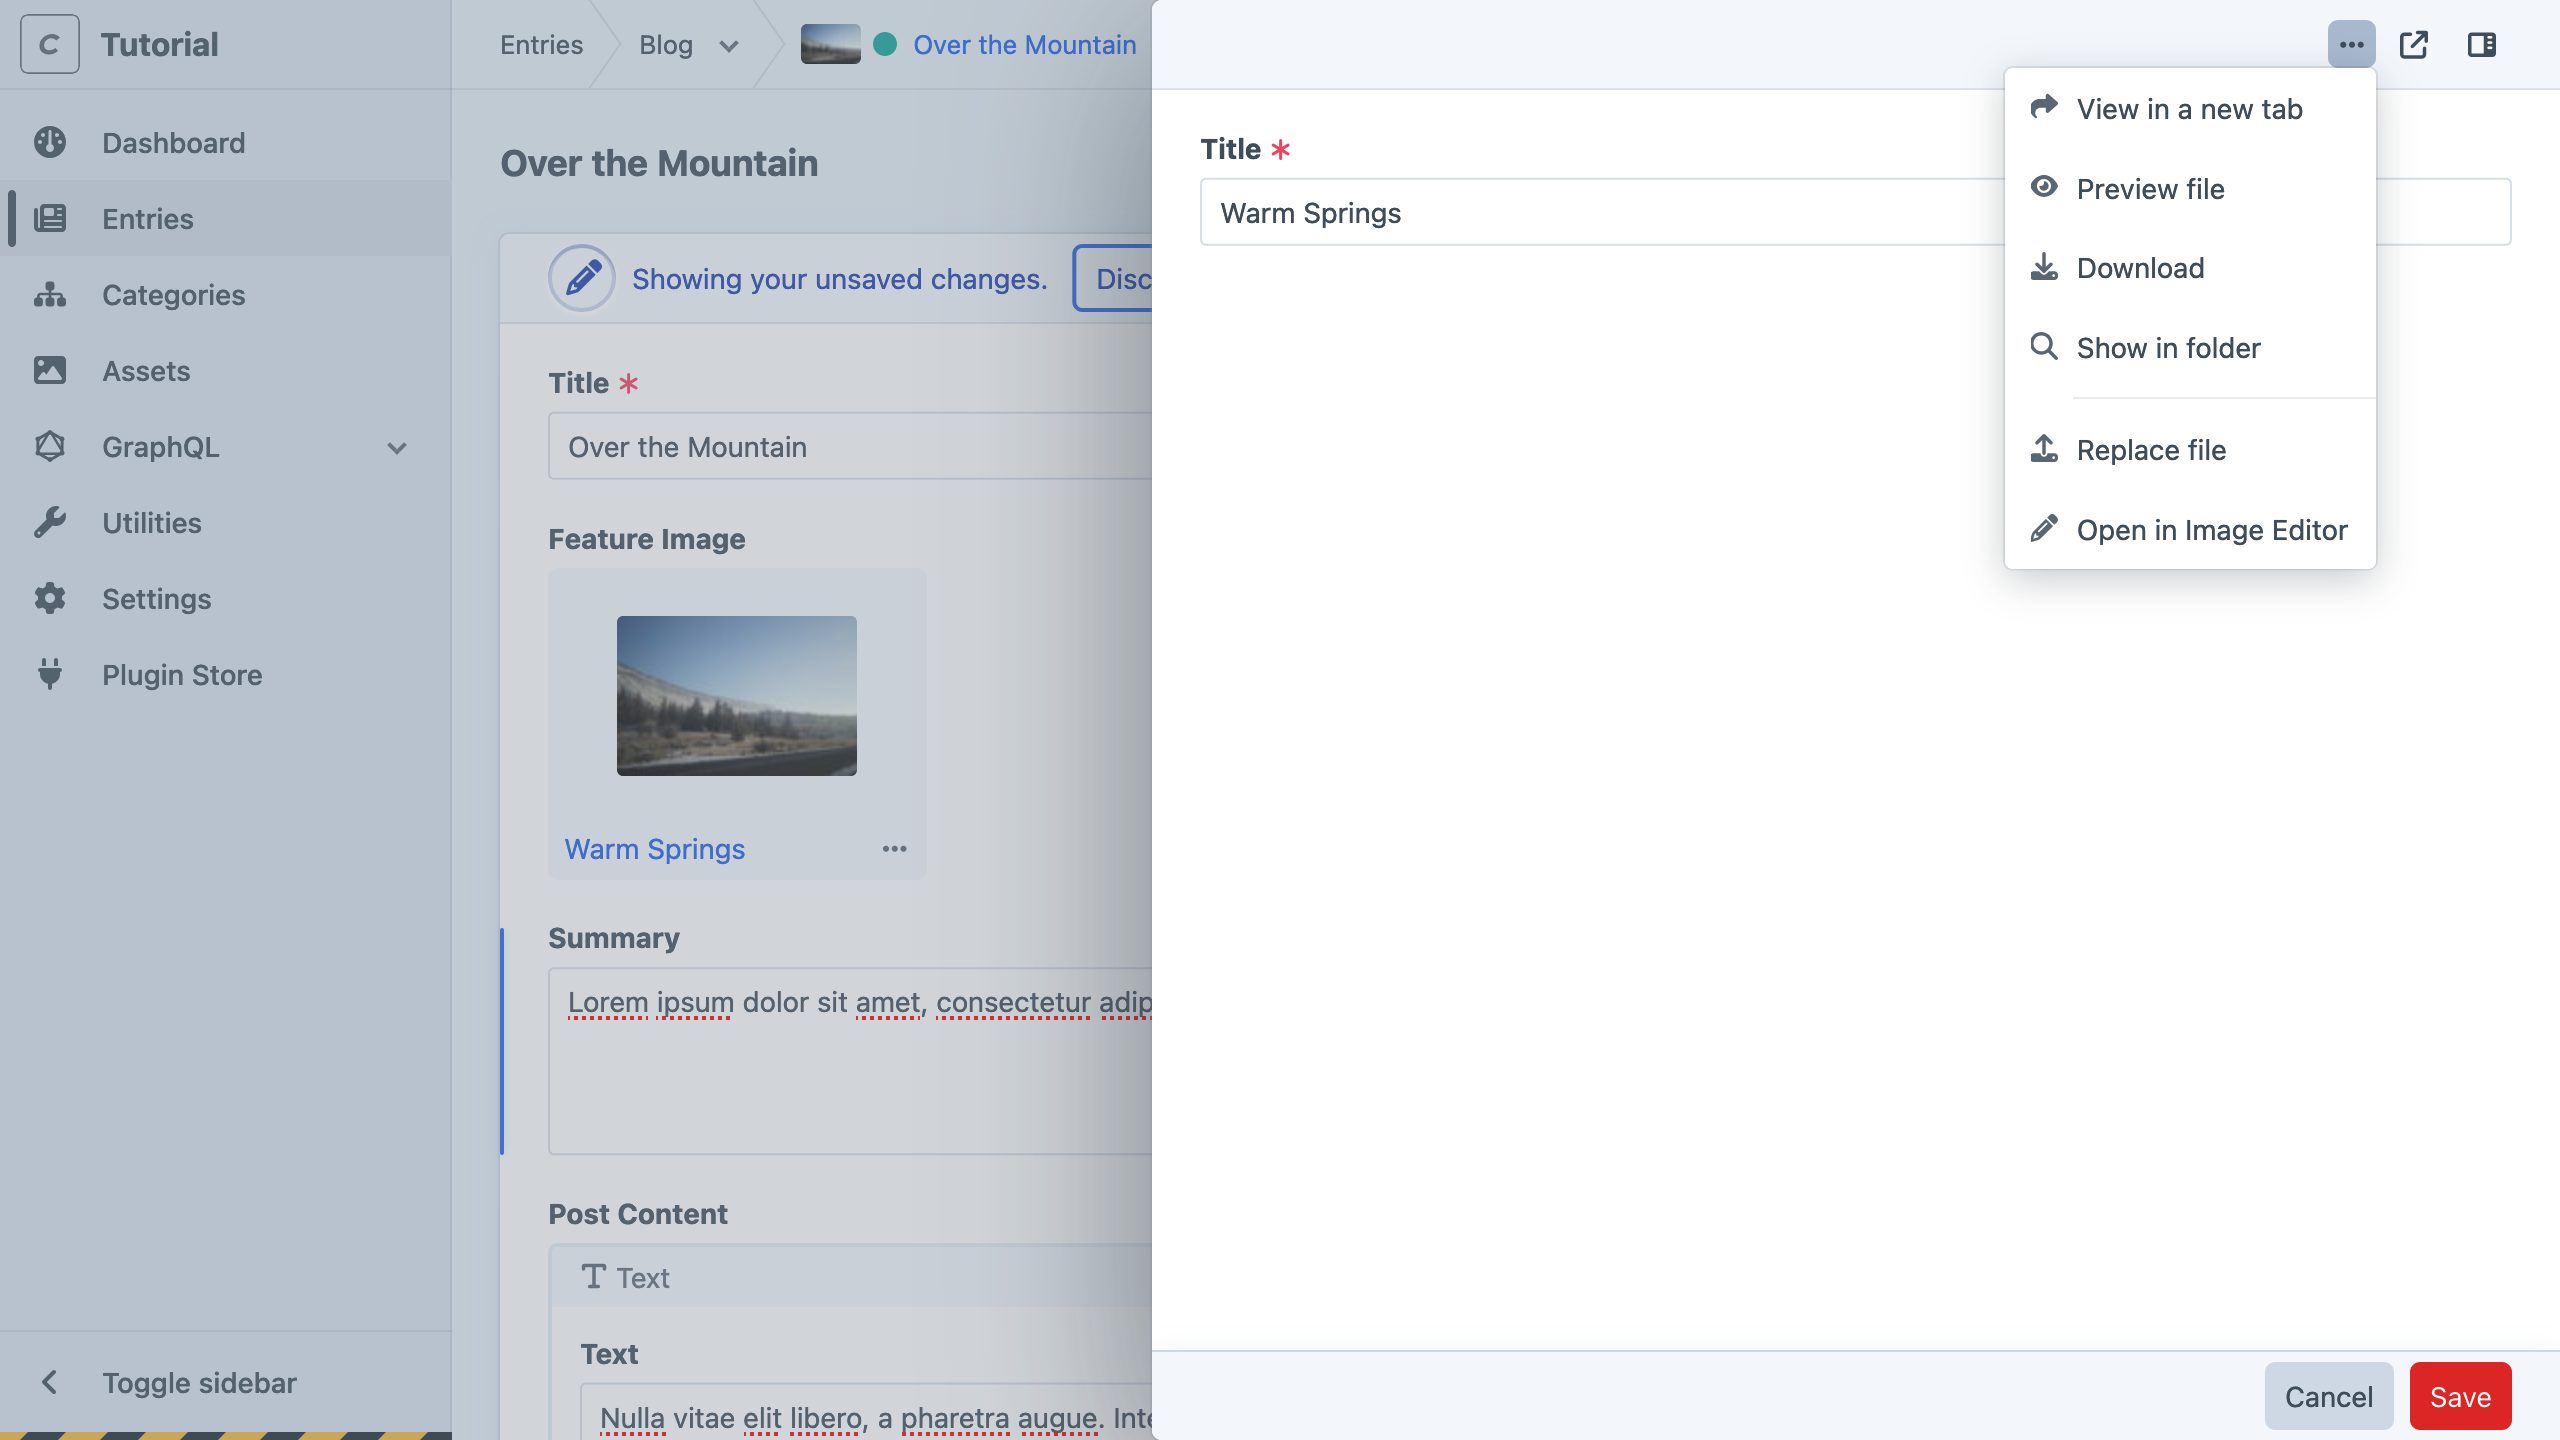 C Tutorial
Dashboard
Entries
Categories
Assets
GraphQL
Utilities
Settings
Plugin Store
Toggle sidebar
Entries
Blog
Over the Mountain
Over the Mountain
Showing your unsaved changes.
Disc
Title *
Over the Mountain
Feature Image
Warm Springs
Summary
Lorem ipsum dolor sit amet, consectetur adip
Post Content
T Text
Text
Nulla vitae elit libero, a pharetra augue. Inte
Title *
Warm Springs
View in a new tab
Preview file
Download
Show in folder
Replace file
Open in Image Editor
Cancel
Save